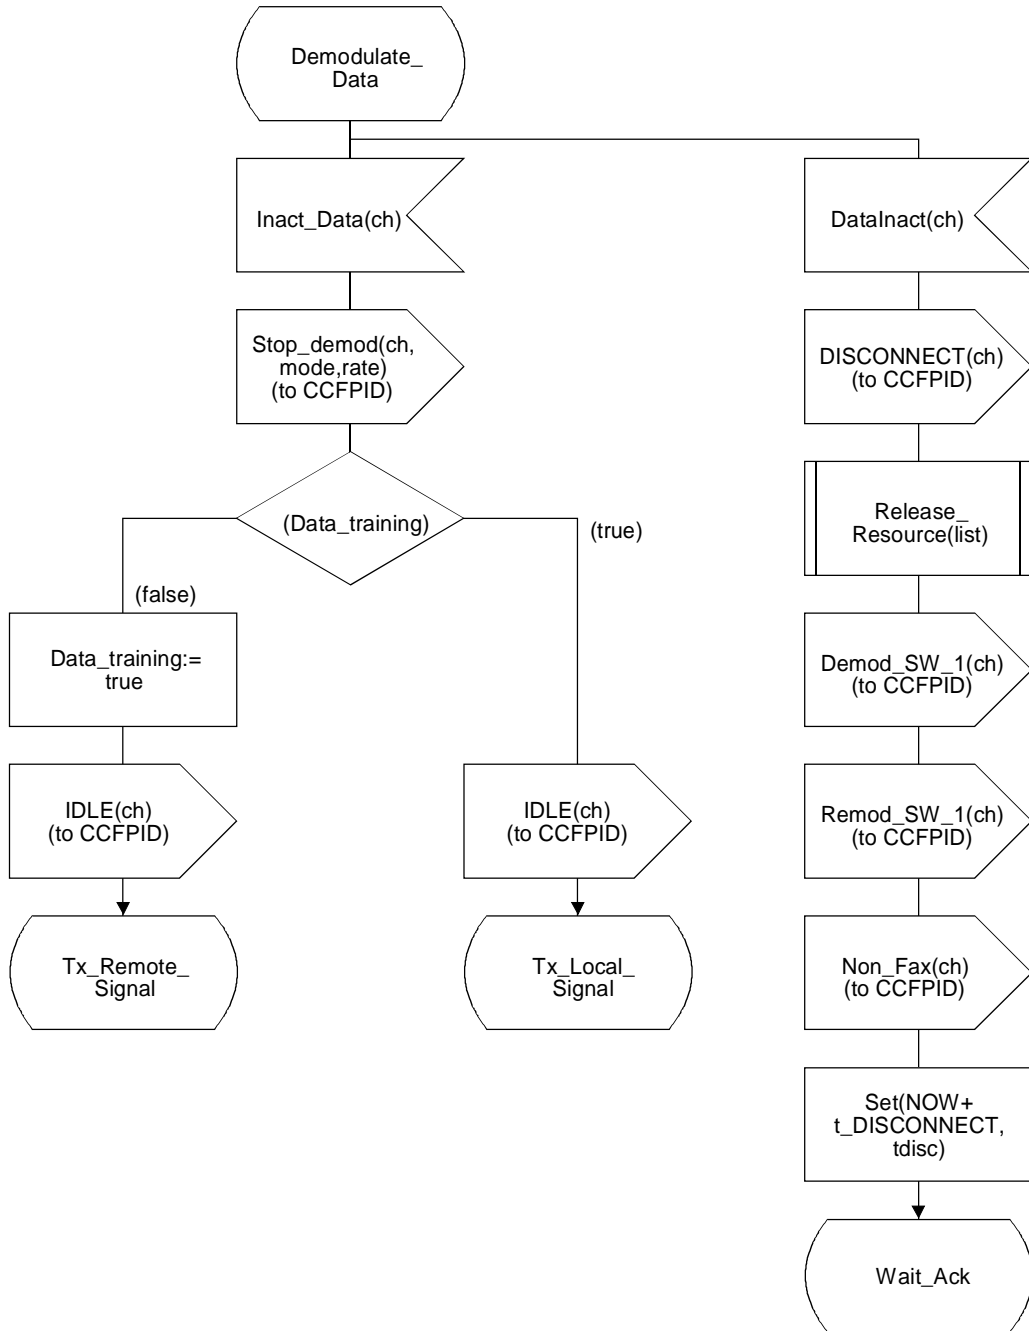 Demodulate_
Data
Inact_Data(ch)
DataInact(ch)
Stop_demod(ch,
mode,rate)
(to CCFPID)
DISCONNECT(ch)
(to CCFPID)
(Data_training)
(true)
(false)
Release_
Resource(list)
Data_training:=
true
Demod_SW_1(ch)
(to CCFPID)
IDLE(ch)
(to CCFPID)
IDLE(ch)
(to CCFPID)
Remod_SW_1(ch)
(to CCFPID)
Tx_Remote_
Signal
Tx_Local_
Signal
Non_Fax(ch)
(to CCFPID)
Set(NOW+
t_DISCONNECT,
tdisc)
Wait_Ack